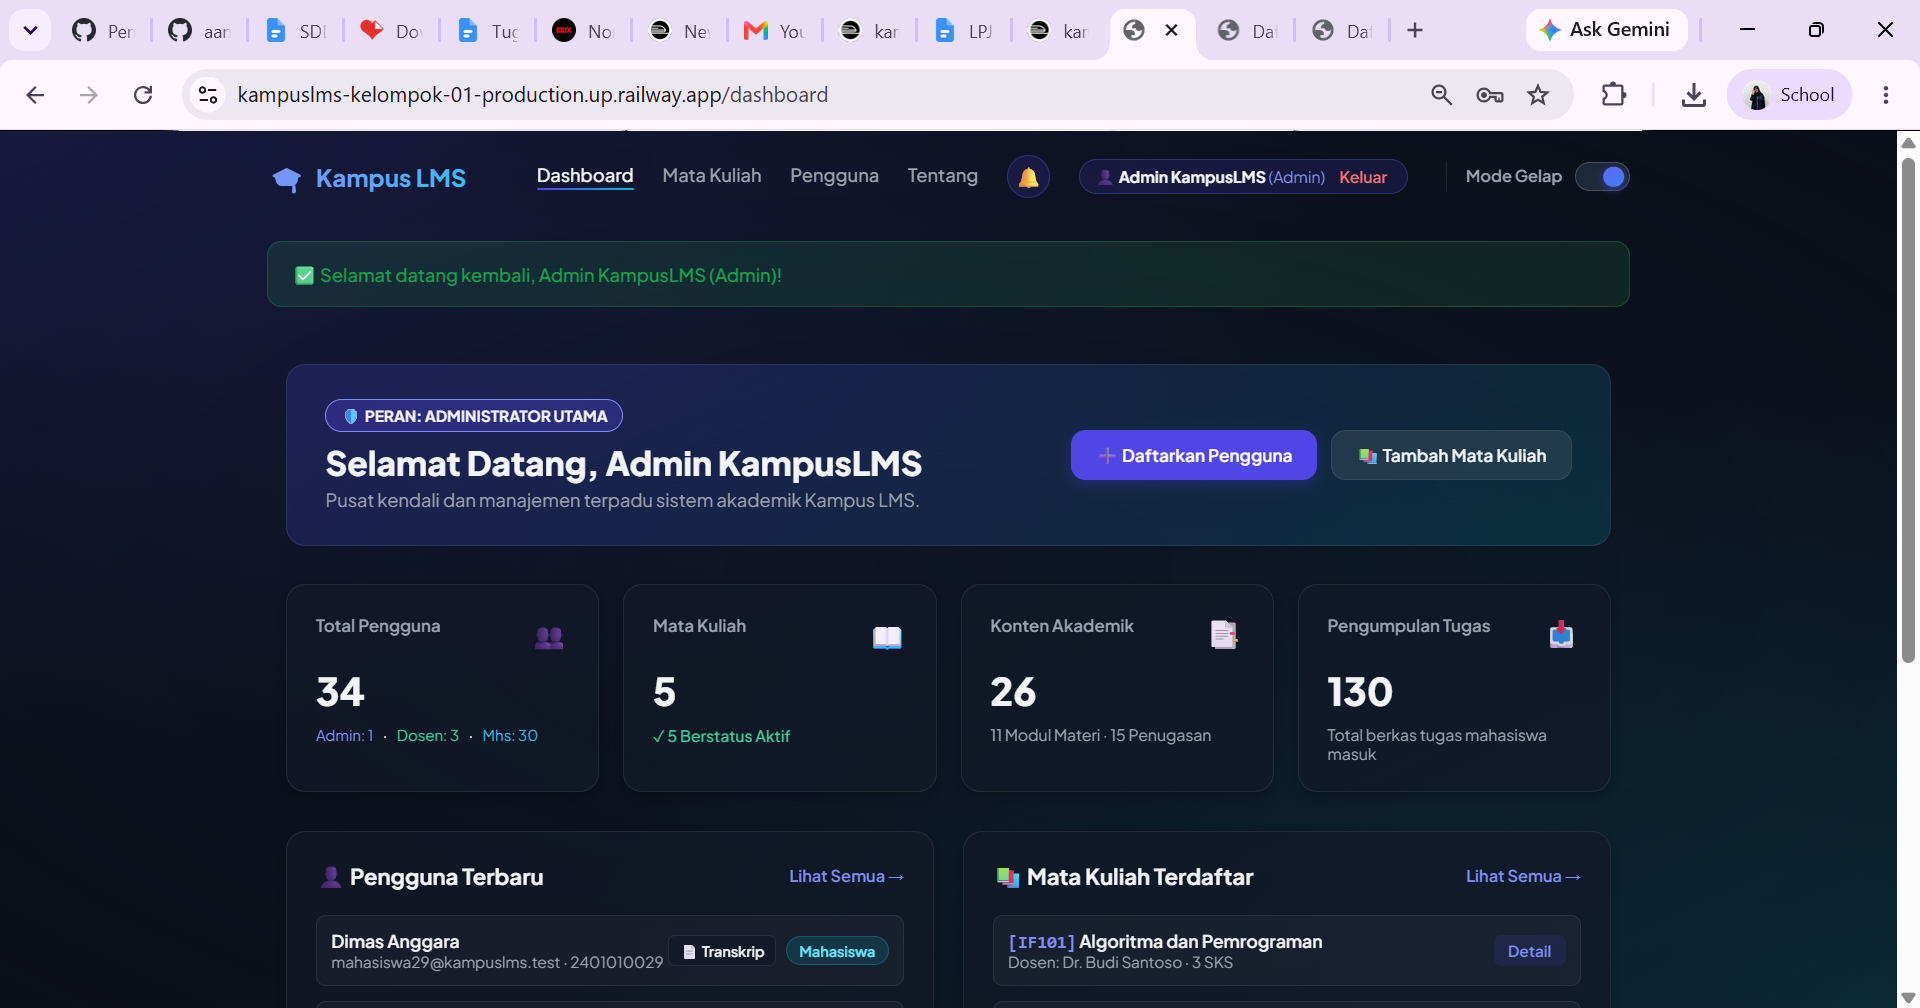 Per
aar
SDI
Dov
Tug
No
Nev
You
kar
LPJ
kar
Daf
Da
Ask Gemini
kampuslms-kelompok-01-production.up.railway.app/dashboard
School
Kampus LMS
Dashboard
Mata Kuliah
Pengguna
Tentang
Admin KampusLMS (Admin)
Keluar
Mode Gelap
Selamat datang kembali, Admin KampusLMS (Admin)!
PERAN: ADMINISTRATOR UTAMA
Selamat Datang, Admin KampusLMS
Pusat kendali dan manajemen terpadu sistem akademik Kampus LMS.
Daftarkan Pengguna
Tambah Mata Kuliah
Total Pengguna
34
Admin: 1 · Dosen: 3 · Mhs: 30
Mata Kuliah
5
✓ 5 Berstatus Aktif
Konten Akademik
26
11 Modul Materi · 15 Penugasan
Pengumpulan Tugas
130
Total berkas tugas mahasiswa
masuk
Pengguna Terbaru
Lihat Semua →
Dimas Anggara
mahasiswa29@kampuslms.test · 2401010029
Transkrip
Mahasiswa
Mata Kuliah Terdaftar
Lihat Semua →
[IF101] Algoritma dan Pemrograman
Dosen: Dr. Budi Santoso · 3 SKS
Detail